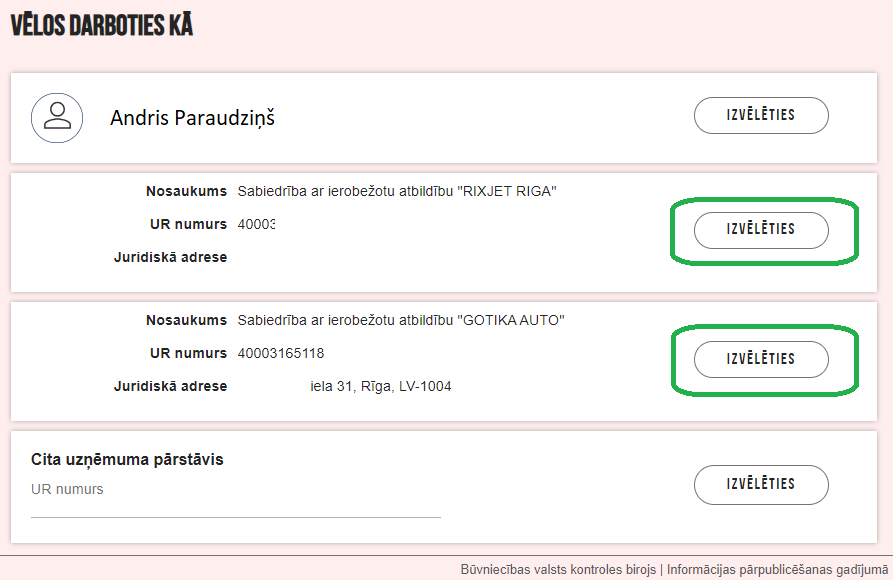 VĒLOS DARBOTIES KĀ
Andris Paraudziņš
IZVĒLĒTIES
Nosaukums Sabiedrība ar ierobežotu atbildību "RIXJET RIGA"
UR numurs 40003
IZVĒLĒTIES
Juridiskā adrese
Nosaukums Sabiedrība ar ierobežotu atbildību "GOTIKA AUTO"
UR numurs 40003165118
IZVĒLĒTIES
Juridiskā adrese iela 31, Rīga, LV-1004
Cita uzņēmuma pārstāvis
UR numurs
IZVĒLĒTIES
Būvniecības valsts kontroles birojs | Informācijas pārpublicēšanas gadījumā